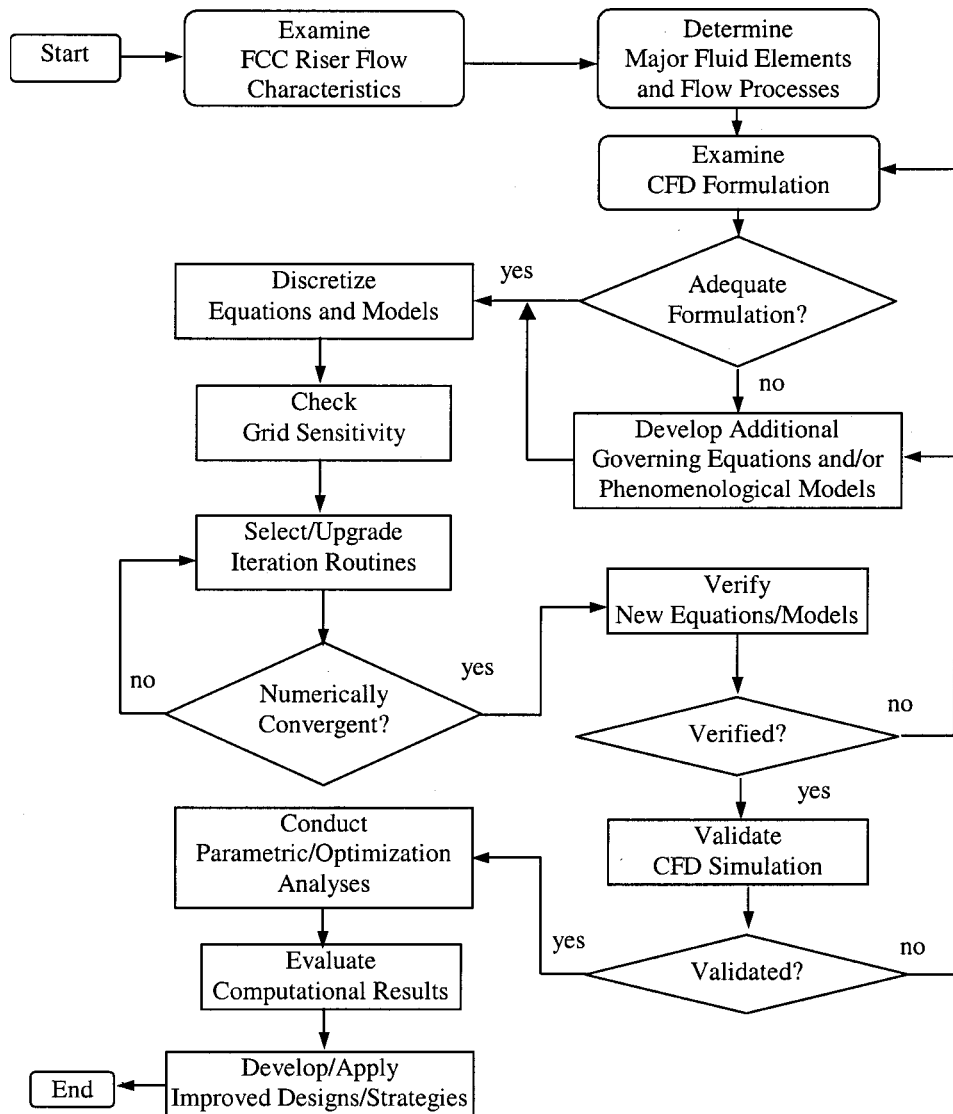 Start
Examine
FCC Riser Flow
Characteristics
Determine
Major Fluid Elements
and Flow Processes
Examine
CFD Formulation
Adequate
Formulation?
yes
no
Discretize
Equations and Models
Develop Additional
Governing Equations and/or
Phenomenological Models
Check
Grid Sensitivity
Select/Upgrade
Iteration Routines
Numerically
Convergent?
no
yes
Verify
New Equations/Models
Verified?
no
yes
Validate
CFD Simulation
Validated?
yes
no
Conduct
Parametric/Optimization
Analyses
Evaluate
Computational Results
Develop/Apply
Improved Designs/Strategies
End